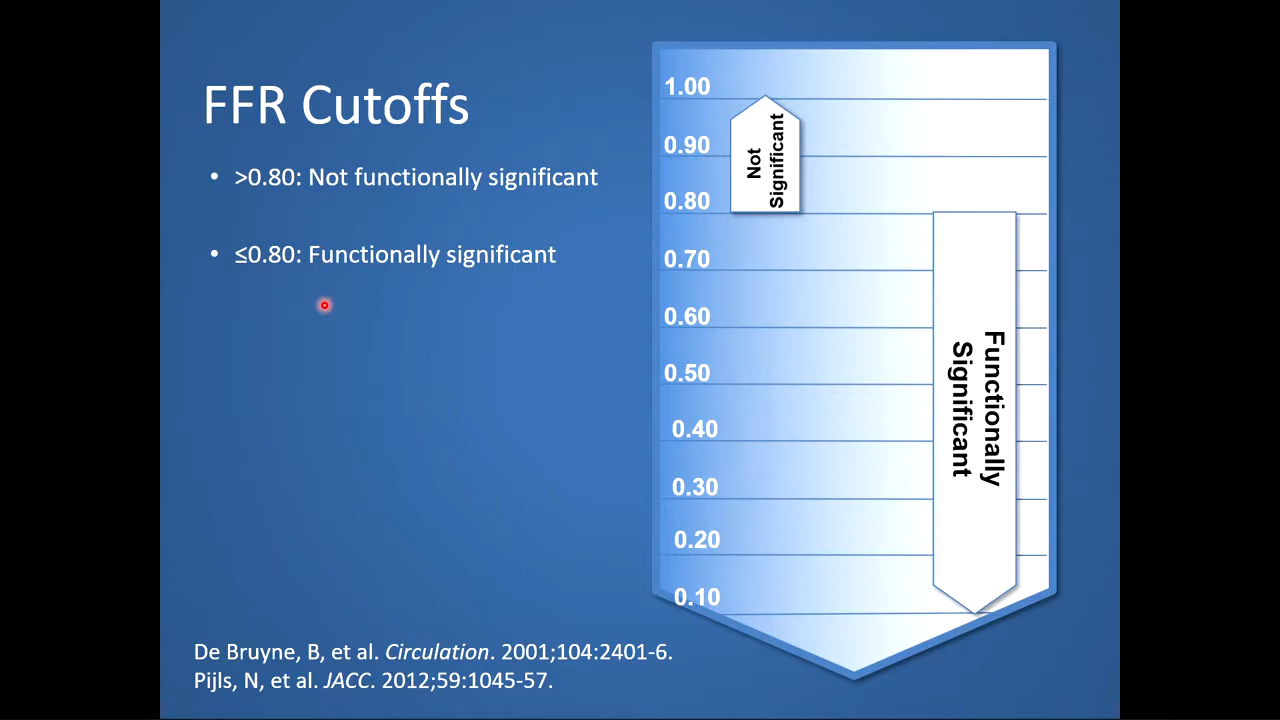 FFR Cutoffs
• >0.80: Not functionally significant
• ≤0.80: Functionally significant
De Bruyne, B, et al. Circulation. 2001;104:2401-6.
Pijls, N, et al. JACC. 2012;59:1045-57.
1.00
0.90
0.80
0.70
0.60
0.50
0.40
0.30
0.20
0.10
Not
Significant
Functionally
Significant